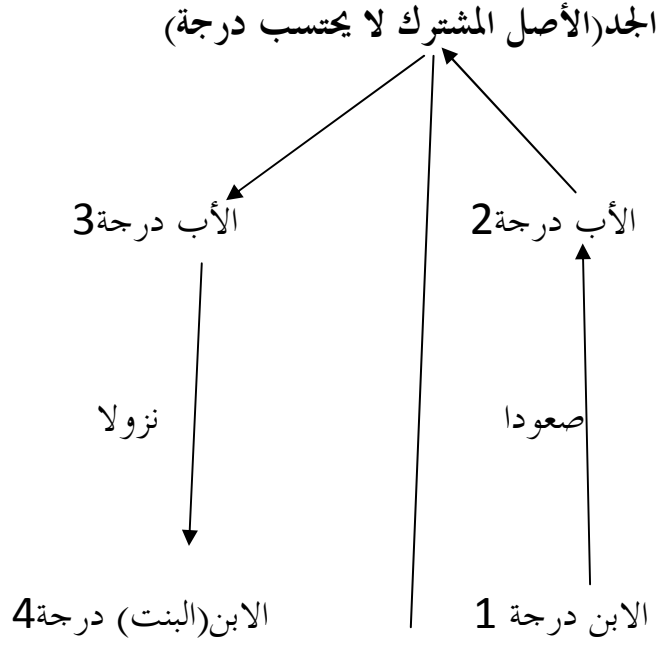 الجد(الأصل المشترك لا يحتسب درجة)
الأب درجة2
الأب درجة3
صعودا
نزولا
الابن درجة 1
الابن(البنت) درجة4